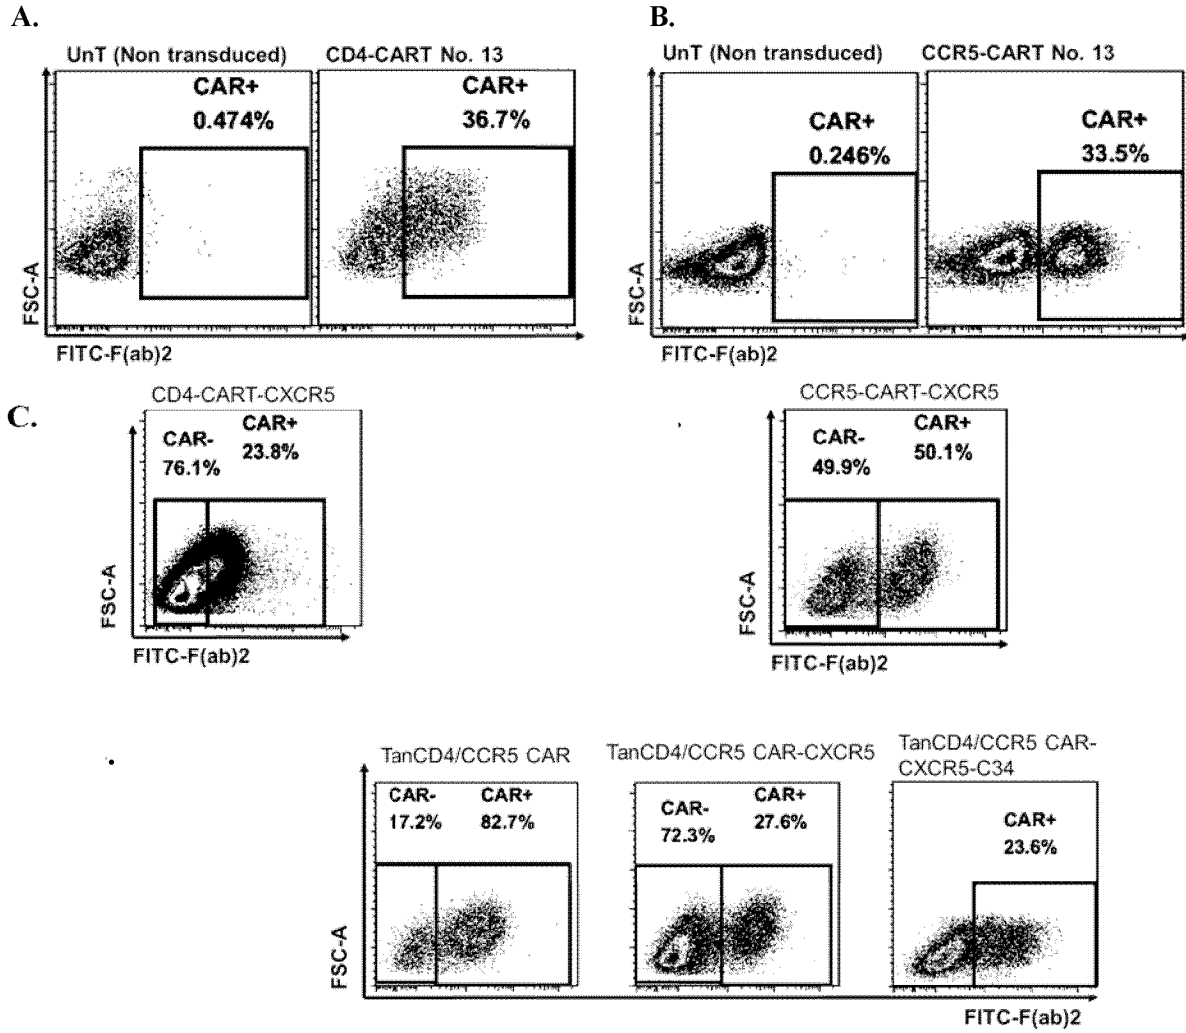 A.
B.
UnT (Non transduced)
CD4-CART No. 13
UnT (Non transduced)
CCR5-CART No. 13
CAR+
0.474%
CAR+
36.7%
CAR+
0.246%
CAR+
33.5%
FSC-A
FSC-A
FITC-F(ab)2
FITC-F(ab)2
C.
CD4-CART-CXCR5
CCR5-CART-CXCR5
CAR-
76.1%
CAR+
23.8%
CAR-
49.9%
CAR+
50.1%
FSC-A
FSC-A
FITC-F(ab)2
FITC-F(ab)2
TanCD4/CCR5 CAR
TanCD4/CCR5 CAR-CXCR5
TanCD4/CCR5 CAR-
CXCR5-C34
CAR-
17.2%
CAR+
82.7%
CAR-
72.3%
CAR+
27.6%
CAR+
23.6%
FSC-A
FITC-F(ab)2